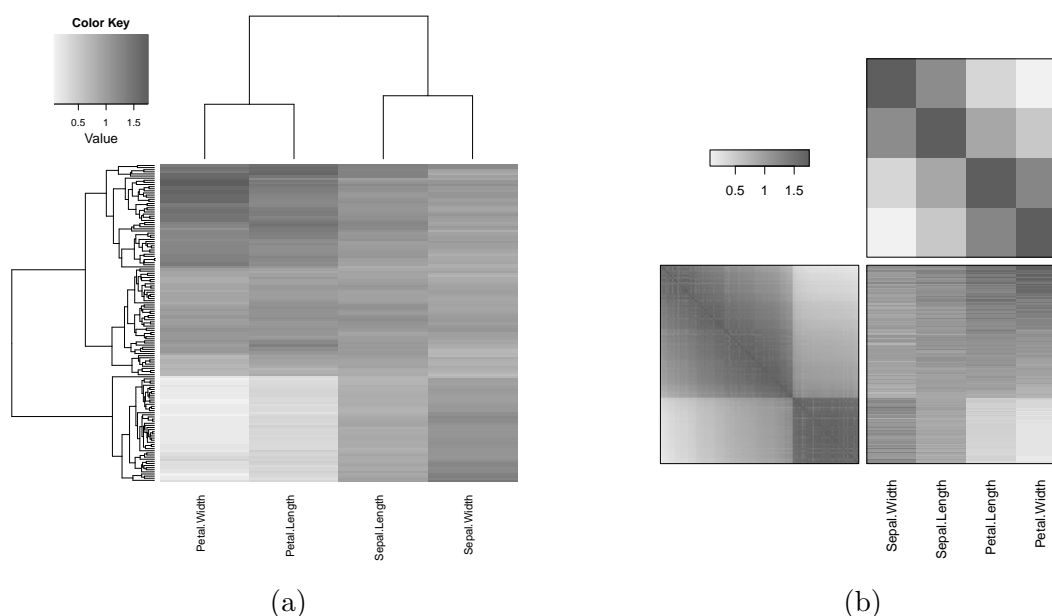 Color Key
0.5 1 1.5
Value
Petal.Width
Petal.Length
Sepal.Length
Sepal.Width
(a)
0.5 1 1.5
Sepal.Width
Sepal.Length
Petal.Length
Petal.Width
(b)